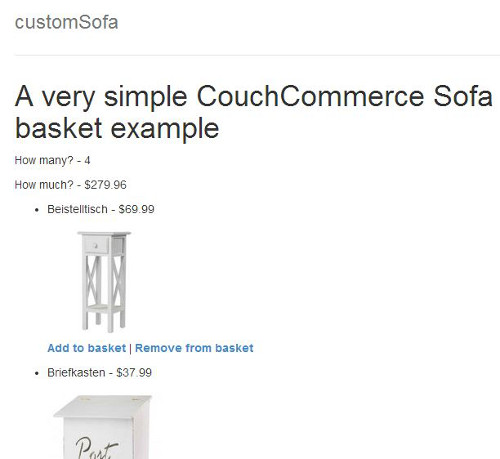 customSofa
A very simple CouchCommerce Sofa
basket example
How many? - 4
How much? - $279.96
Beistelltisch - $69.99
Add to basket | Remove from basket
Briefkasten - $37.99
Post